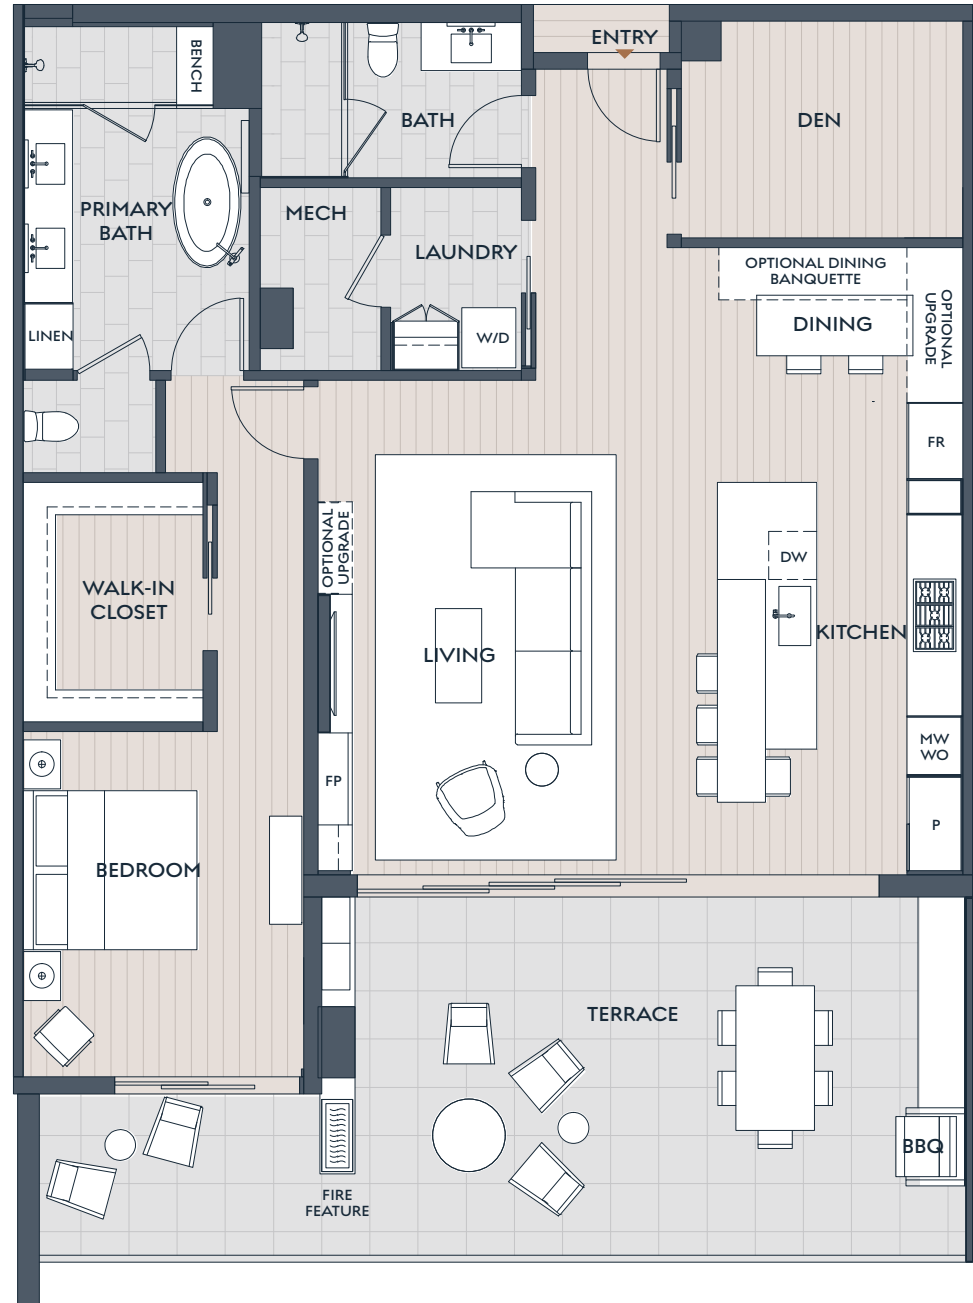 ENTRY
BENCH
BATH
DEN
PRIMARY
BATH
MECH
LAUNDRY
OPTIONAL DINING
BANQUETTE
OPTIONAL
UPGRADE
DINING
LINEN
W/D
FR
OPTIONAL
UPGRADE
DW
WALK-IN
CLOSET
KITCHEN
LIVING
MW
WO
FP
P
BEDROOM
TERRACE
BBQ
FIRE
FEATURE